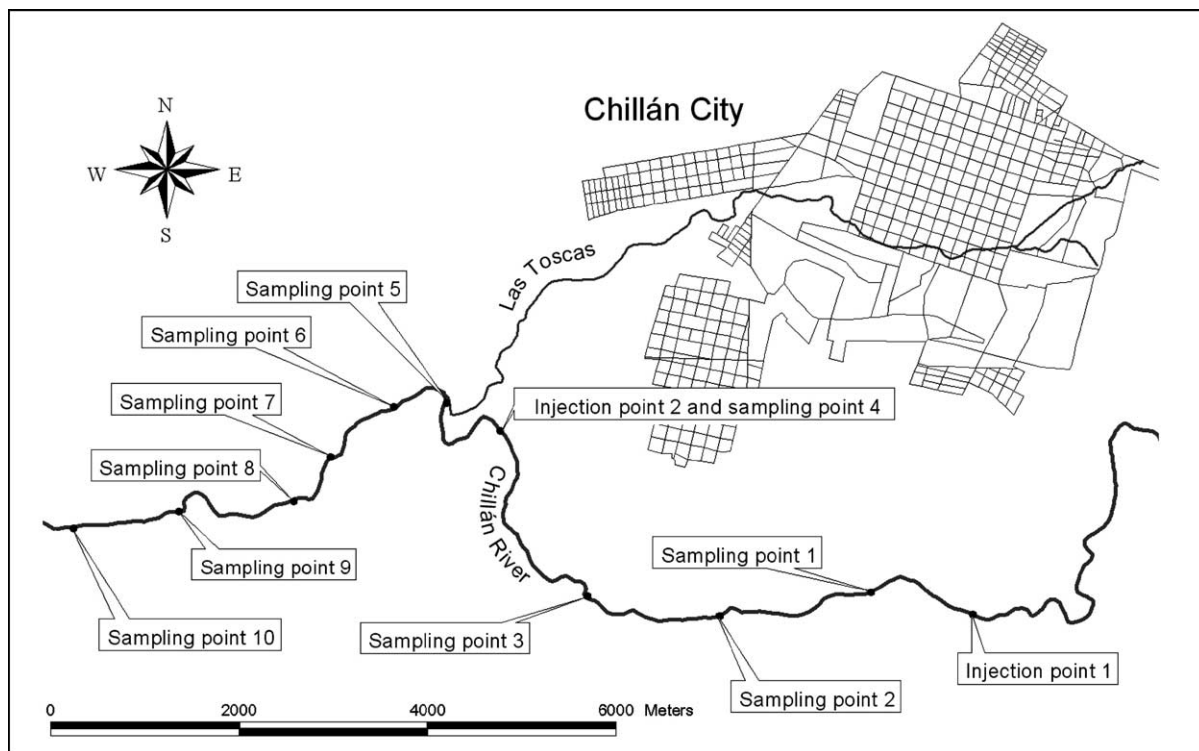 Chillán City
N
W
E
S
Las Toscas
Sampling point 5
Sampling point 6
Sampling point 7
Injection point 2 and sampling point 4
Sampling point 8
Chillán River
Sampling point 1
Sampling point 9
Sampling point 10
Sampling point 3
Injection point 1
Sampling point 2
0 2000 4000 6000 Meters